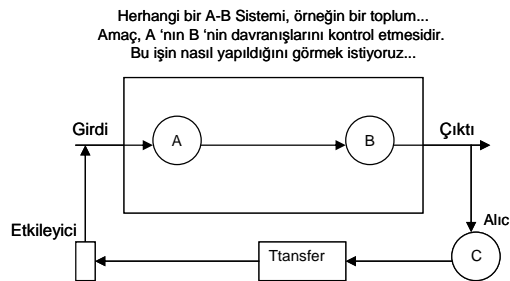 Herhangi bir A-B Sistemi, örneğin bir toplum...
Amaç, A ‘nın B ‘nin davranışlarını kontrol etmesidir.
Bu işin nasıl yapıldığını görmek istiyoruz...
Girdi
A
B
Çıktı
Alıc
Etkileyici
Ttansfer
C